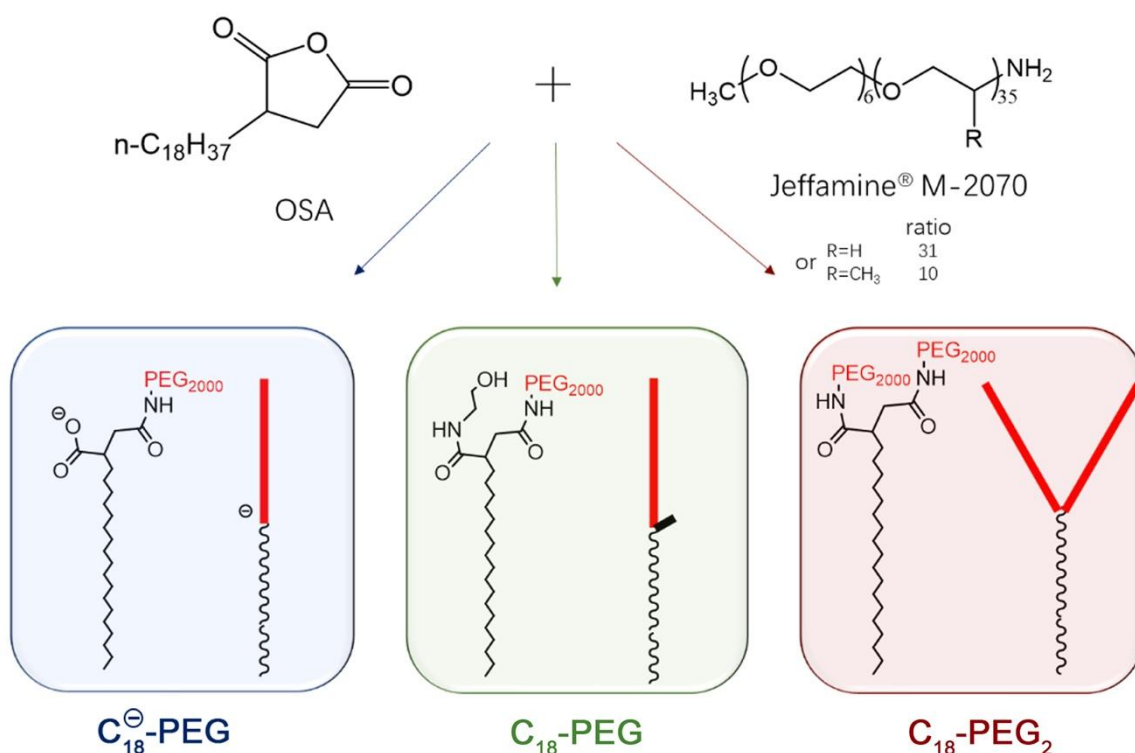 O O O
n-C₁₈H₃₇
OSA
+
H₃C O 6 O 35 NH₂
R
Jeffamine® M-2070
ratio
or R=H 31
R=CH₃ 10
PEG₂₀₀₀
⊖ O NH
O O
⊖
C₁₈⊖-PEG
OH PEG₂₀₀₀
HN NH
O O
C₁₈-PEG
PEG₂₀₀₀
PEG₂₀₀₀ NH
HN
O O
C₁₈-PEG₂